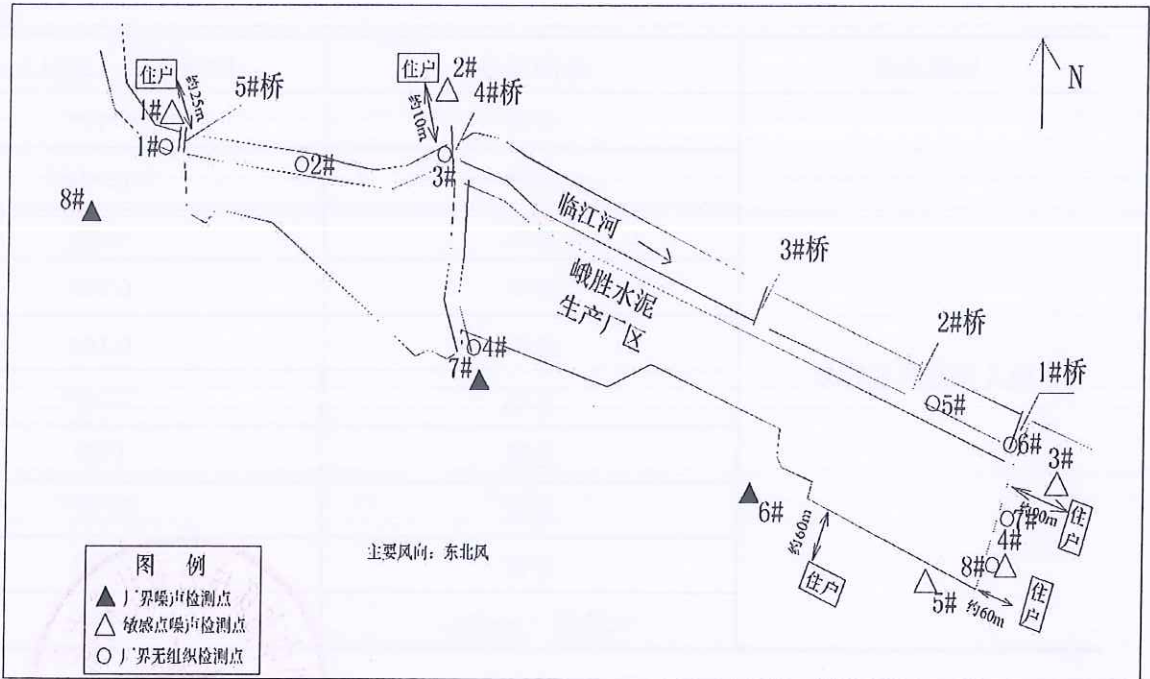 N
住户
约25m
5#桥
1#
1#
2#
8#
住户
2#
4#桥
约10m
3#
临江河
峨胜水泥
生产厂区
3#桥
2#桥
1#桥
4#
7#
5#
6#
3#
约90m
住户
7#
4#
8#
约60m
住户
6#
约60m
住户
5#
主要风向：东北风
图 例
厂界噪声检测点
敏感点噪声检测点
厂界无组织检测点